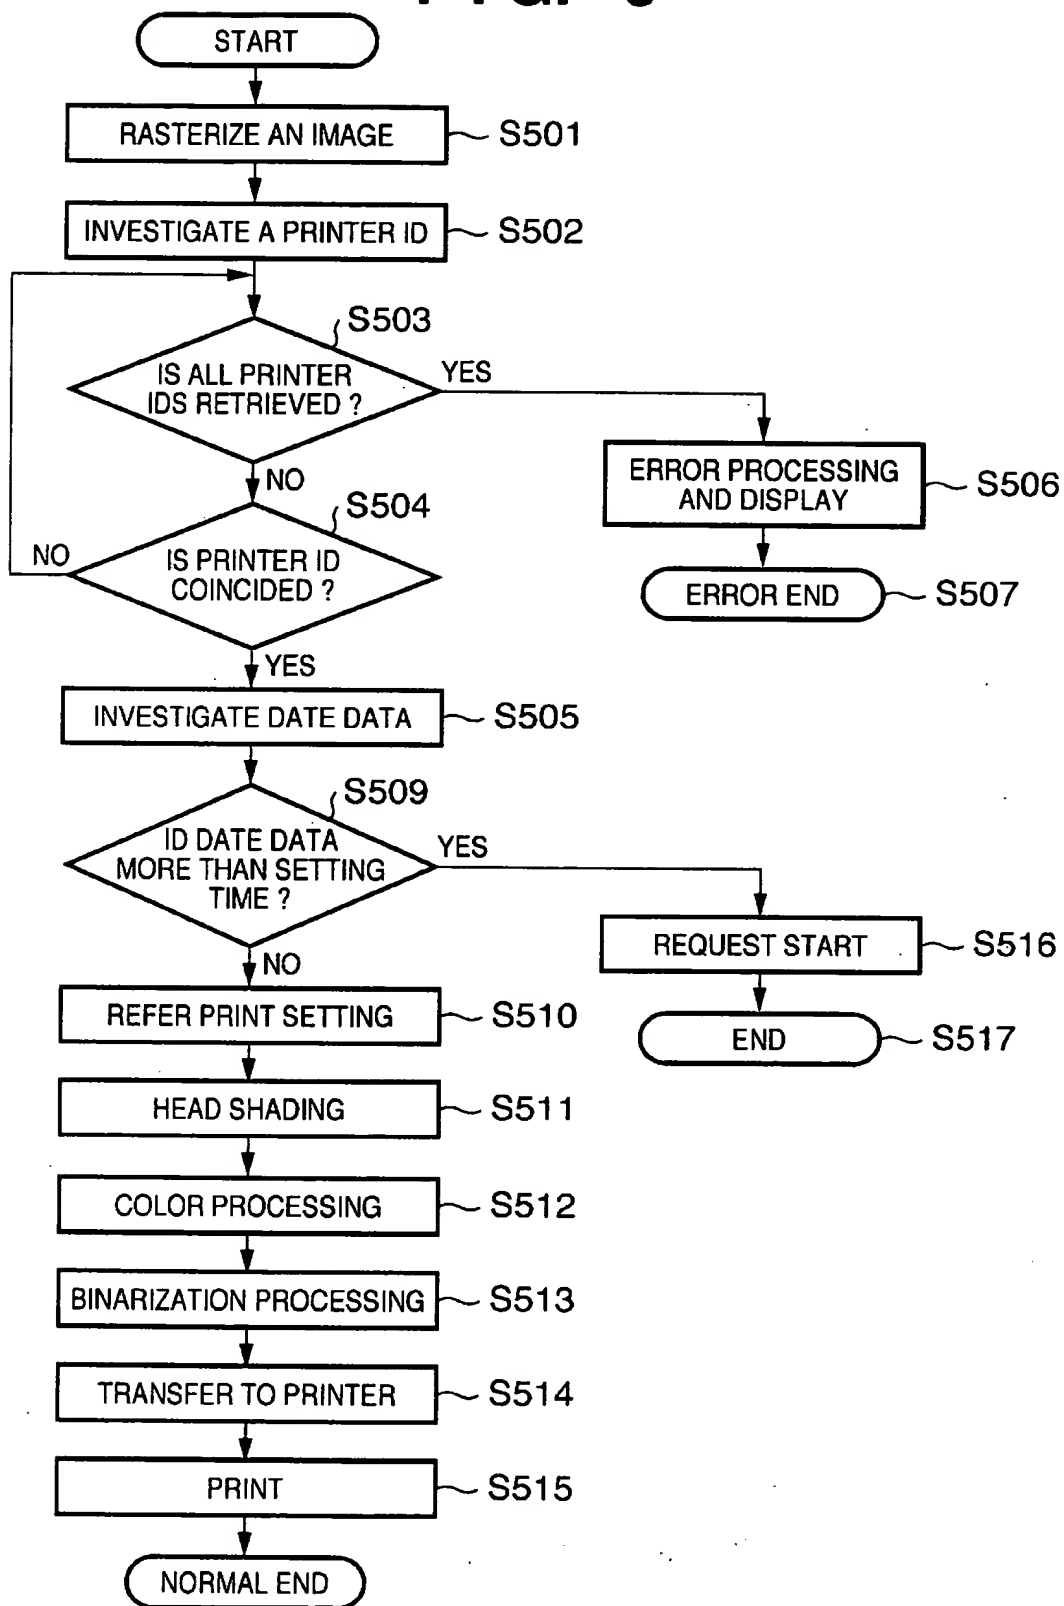 START
RASTERIZE AN IMAGE
S501
INVESTIGATE A PRINTER ID
S502
S503
IS ALL PRINTER
IDS RETRIEVED ?
YES
NO
ERROR PROCESSING
AND DISPLAY
S506
S504
NO
IS PRINTER ID
COINCIDED ?
ERROR END
S507
YES
INVESTIGATE DATE DATA
S505
S509
ID DATE DATA
MORE THAN SETTING
TIME ?
YES
NO
REQUEST START
S516
REFER PRINT SETTING
S510
END
S517
HEAD SHADING
S511
COLOR PROCESSING
S512
BINARIZATION PROCESSING
S513
TRANSFER TO PRINTER
S514
PRINT
S515
NORMAL END